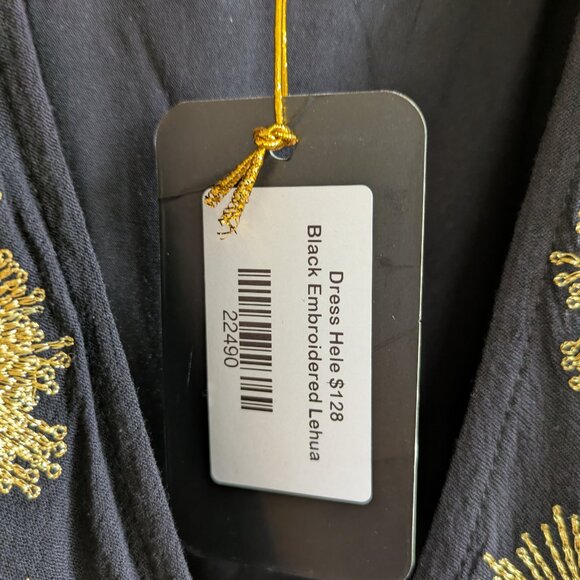 Dress Hele $128
Black Embroidered Lehua
22490